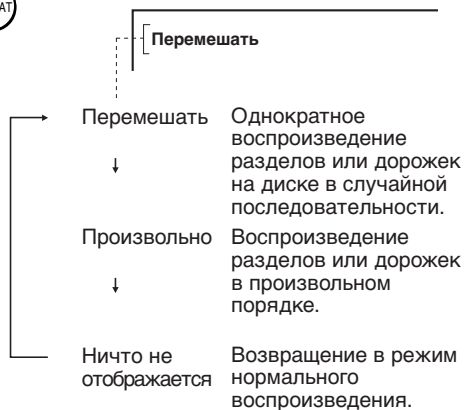 AT
Перемешать
Перемешать Однократное
воспроизведение
разделов или дорожек
на диске в случайной
последовательности.
Произвольно Воспроизведение
разделов или дорожек
в произвольном
порядке.
Ничто не Возвращение в режим
отображается нормального
воспроизведения.